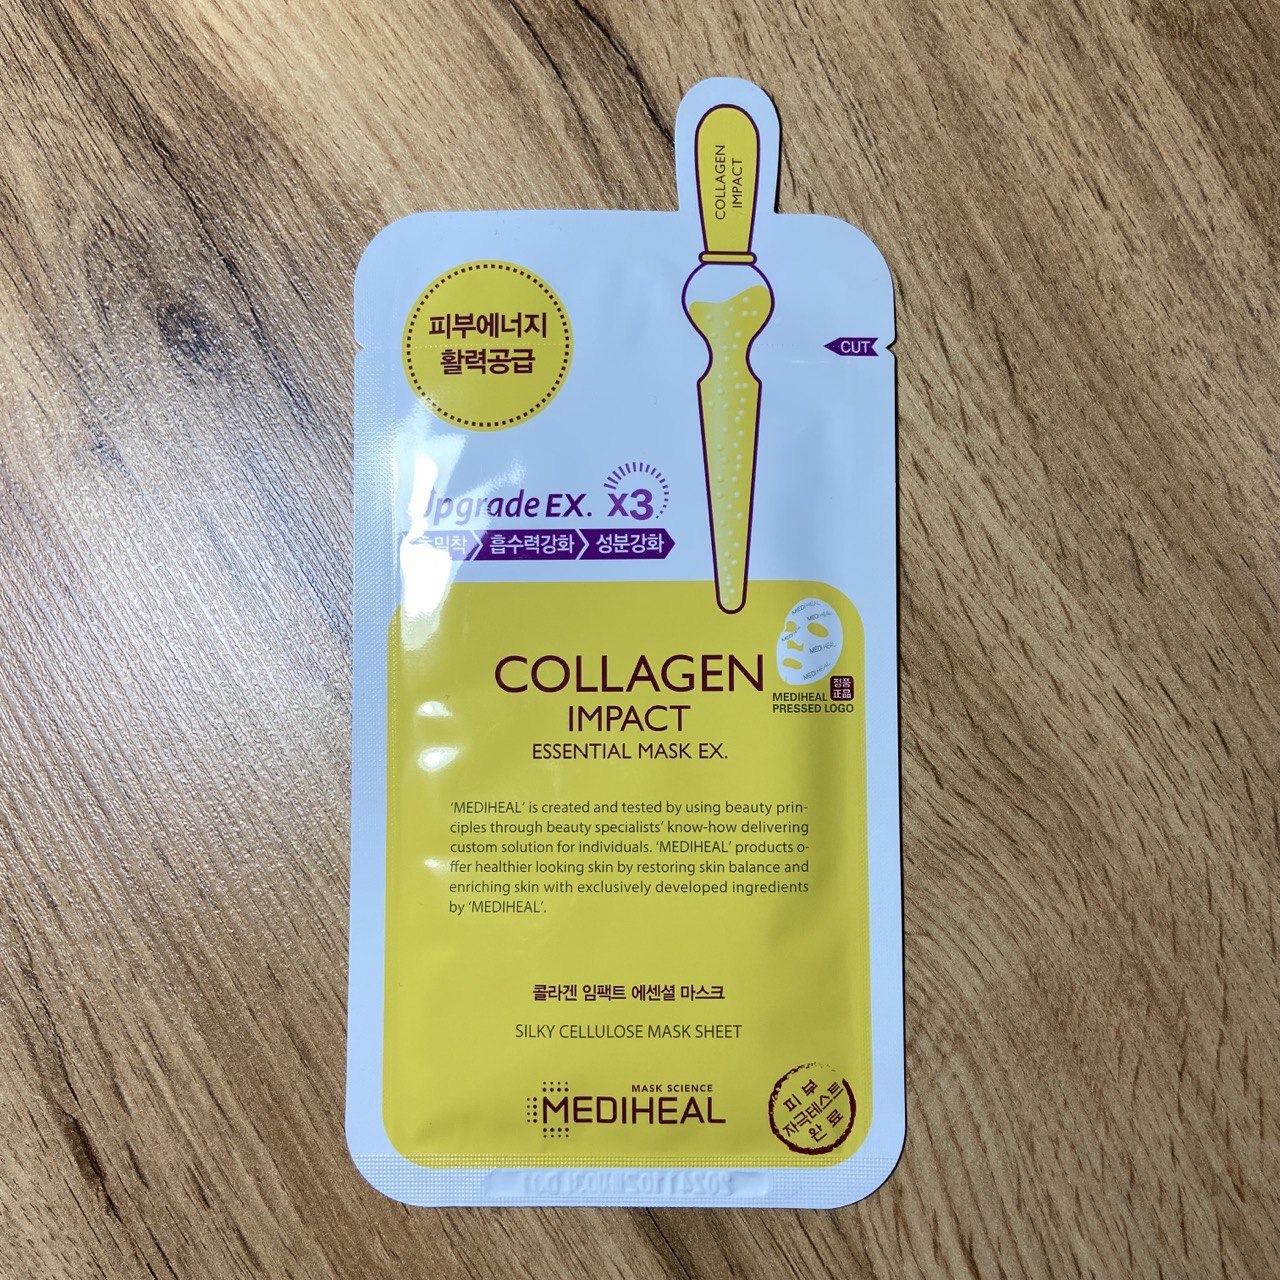 COLLAGEN
IMPACT
피부에너지
활력공급
CUT
Upgrade EX. x3
흡수력강화 성분강화
MEDIHEAL
MEDIHEAL
MEDIHEAL
MEDIHEAL
MEDIHEAL
정품
正品
MEDIHEAL
PRESSED LOGO
COLLAGEN
IMPACT
ESSENTIAL MASK EX.
‘MEDIHEAL’ is created and tested by using beauty prin-
ciples through beauty specialists’ know-how delivering
custom solution for individuals. ‘MEDIHEAL’ products o-
ffer healthier looking skin by restoring skin balance and
enriching skin with exclusively developed ingredients
by ‘MEDIHEAL’.
콜라겐 임팩트 에센셜 마스크
SILKY CELLULOSE MASK SHEET
MASK SCIENCE
MEDIHEAL
피부
자극테스트
완료